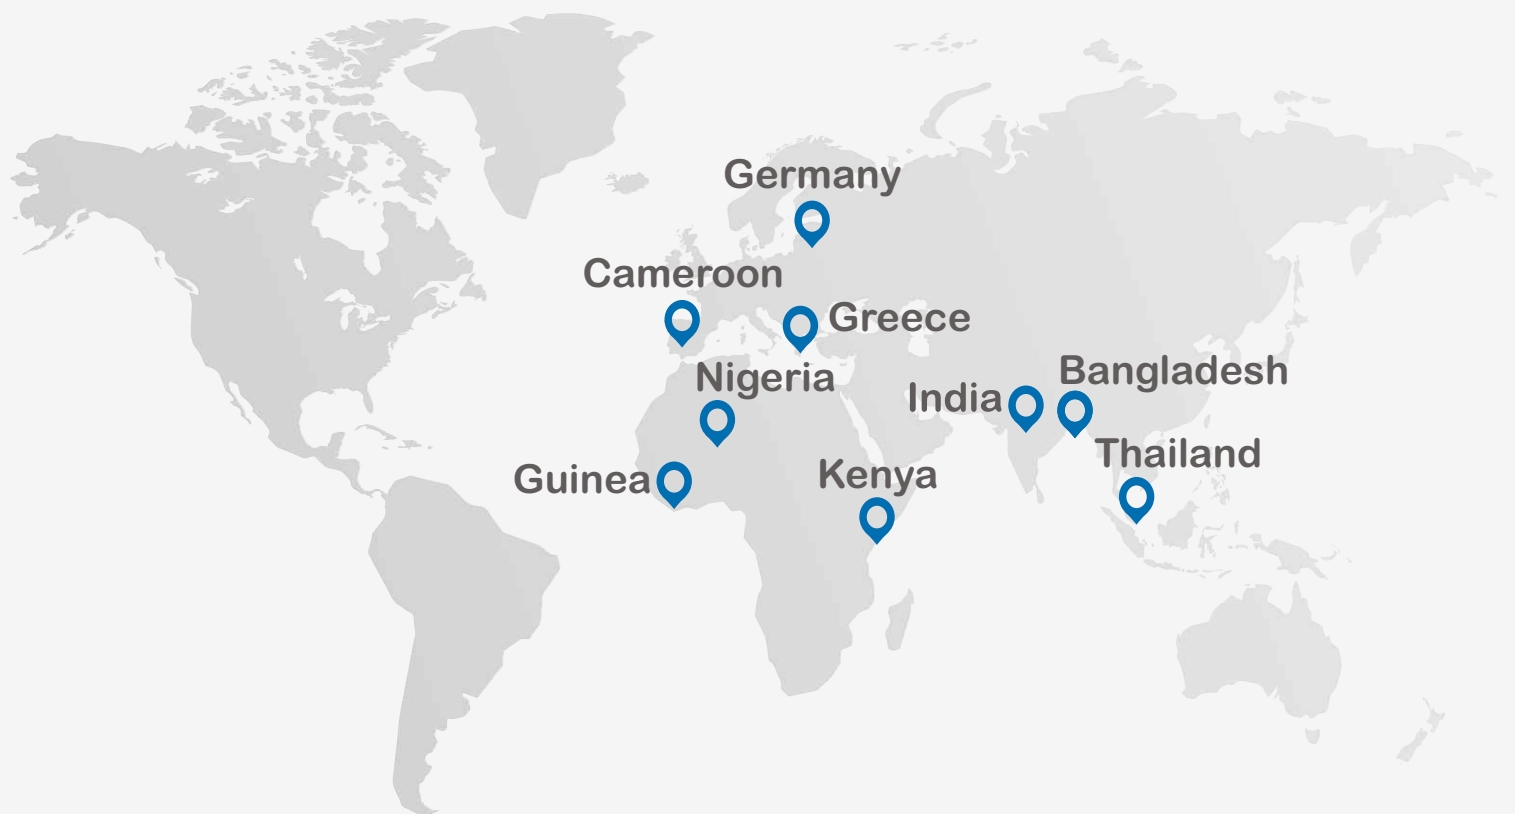 Germany
Cameroon
Greece
Nigeria
Bangladesh
India
Thailand
Guinea
Kenya